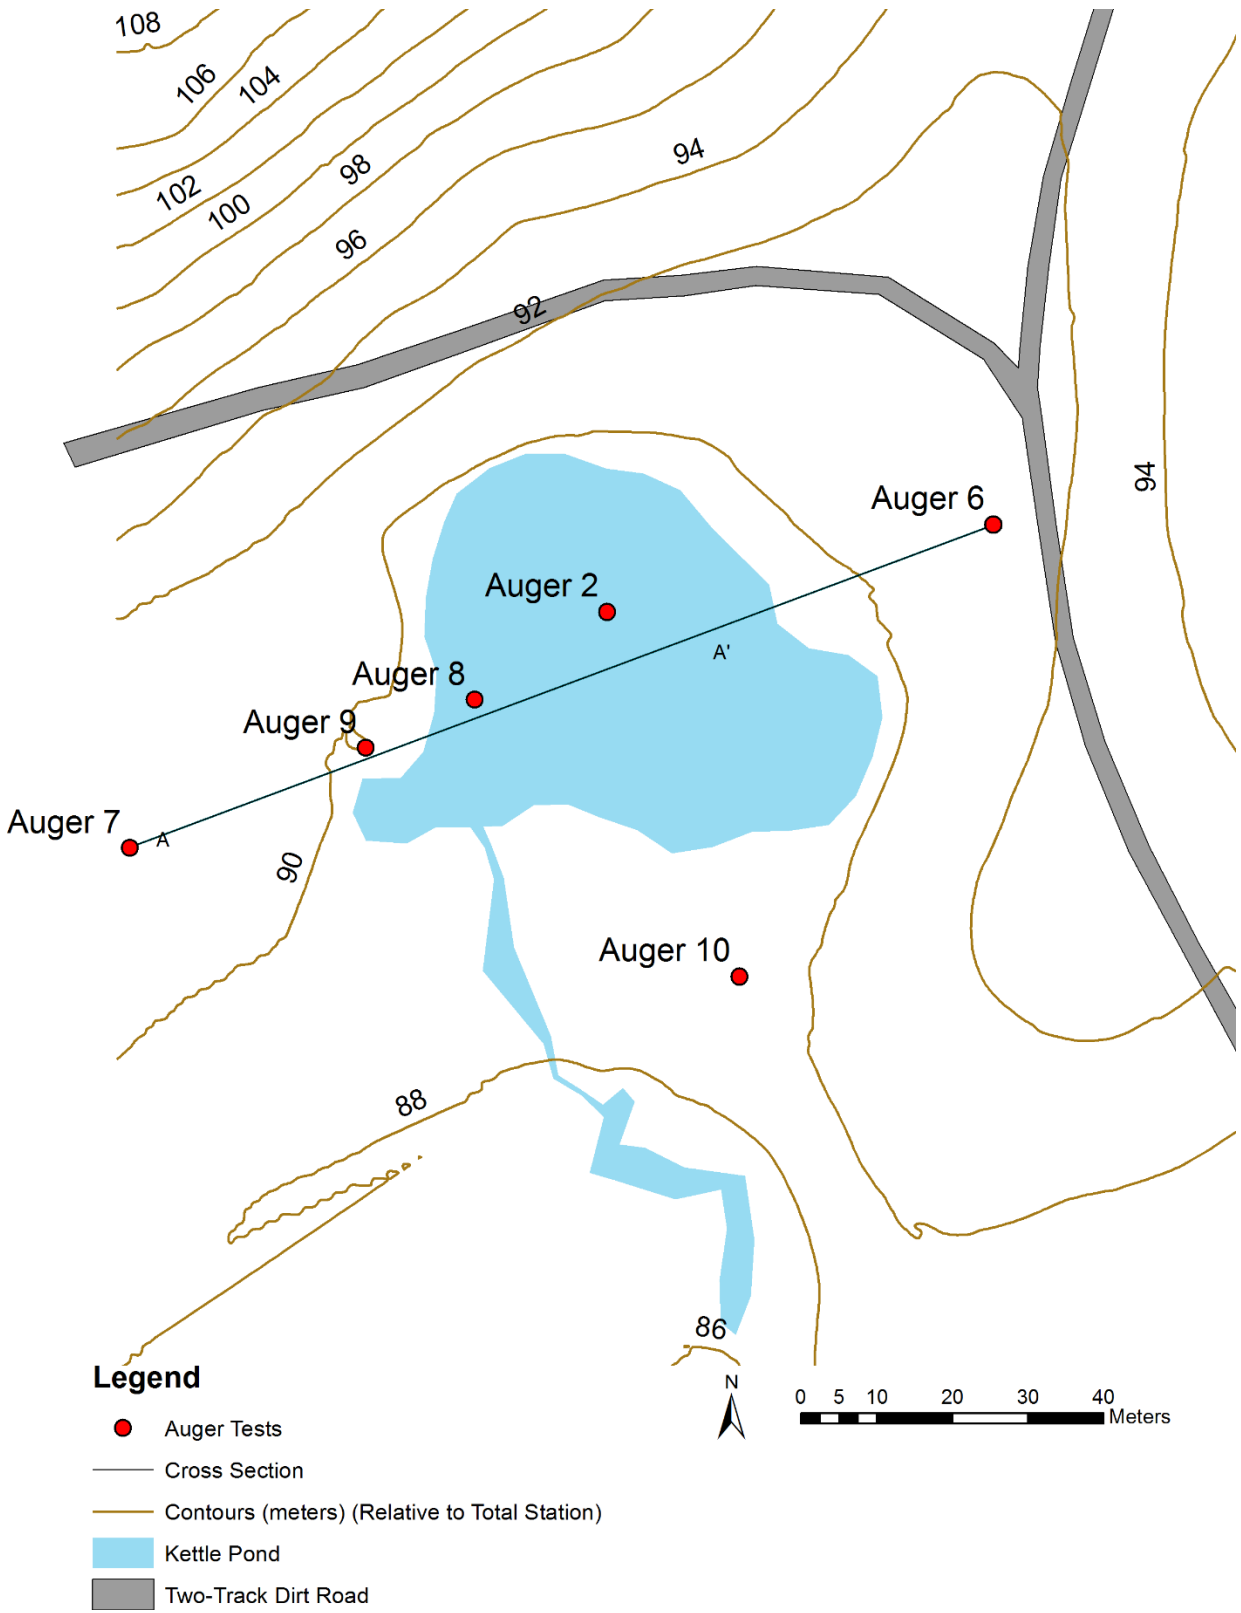 108
106
104
102
100
98
96
94
92
94
Auger 6
Auger 2
A'
Auger 8
Auger 9
Auger 7
A
90
Auger 10
88
86
Legend
N
0 5 10 20 30 40
Meters
Auger Tests
Cross Section
Contours (meters) (Relative to Total Station)
Kettle Pond
Two-Track Dirt Road